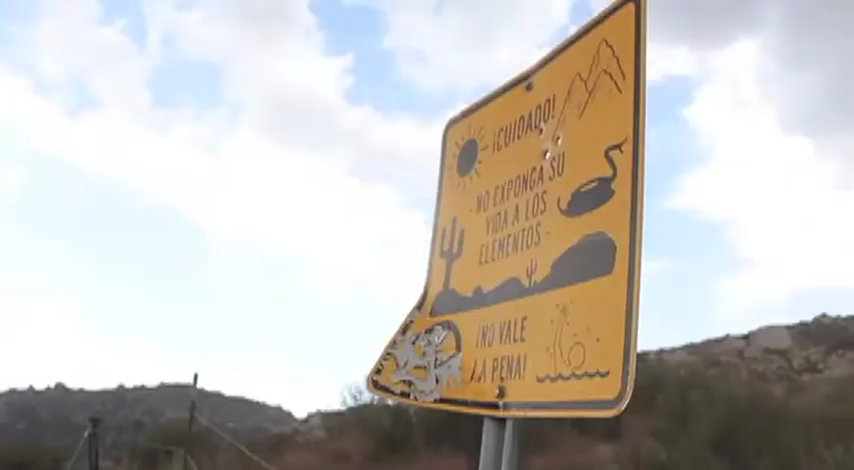 ¡CUIDADO!
NO EXPONGA SU
VIDA A LOS
ELEMENTOS -
¡NO VALE
LA PENA!